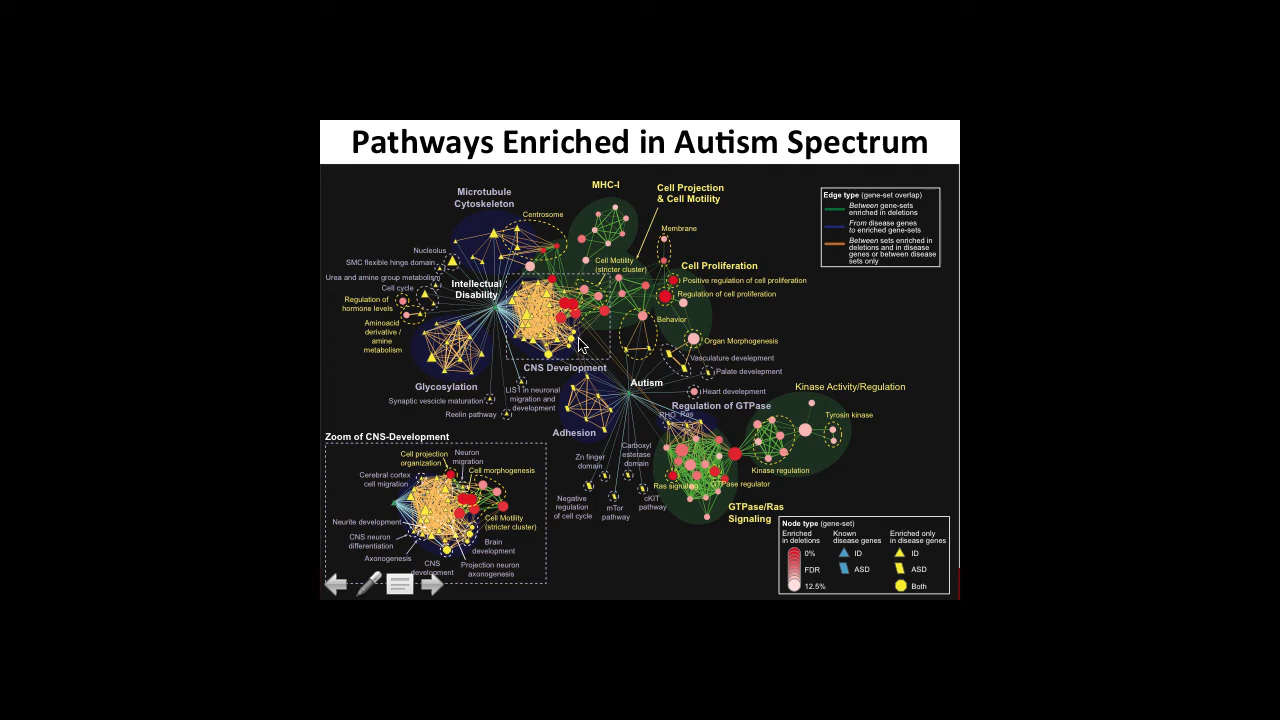 Pathways Enriched in Autism Spectrum
MHC-I
Cell Projection
& Cell Motility
Microtubule
Cytoskeleton
Centrosome
Membrane
Edge type (gene-set overlap)
Between gene-sets
enriched in deletions
From disease genes
to enriched gene-sets
Between sets enriched in
deletions and in disease
genes or between disease
sets only
Nucleolus
SMC flexible hinge domain
Urea and amine group metabolism
Cell cycle
Regulation of
hormone levels
Aminoacid
derivative /
amine
metabolism
Intellectual
Disability
Cell Motility
(stricter cluster)
Cell Proliferation
Positive regulation of cell proliferation
Regulation of cell proliferation
Behavior
Organ Morphogenesis
Vasculature develepment
Palate development
Heart development
CNS Development
Autism
Glycosylation
Synaptic vescicle maturation
Reelin pathway
LIS1 in neuronal
migration and
development
Adhesion
Regulation of GTPase
RHO
Ras
Kinase Activity/Regulation
Tyrosin kinase
Kinase regulation
Carboxyl
esterase
domain
Zn finger
domain
Negative
regulation
of cell cycle
mTor
pathway
cKIT
pathway
Ras signaling
GTPase regulator
GTPase/Ras
Signaling
Zoom of CNS-Development
Cell projection
organization
Neuron
migration
Cell morphogenesis
Cerebral cortex
cell migration
Cell Motility
(stricter cluster)
Neurite development
CNS neuron
differentiation
Axonogenesis
CNS
development
Brain
development
Projection neuron
axonogenesis
Node type (gene-set)
Enriched
in deletions
Known
disease genes
Enriched only
in disease genes
0%
FDR
12.5%
ID
ASD
ID
ASD
Both